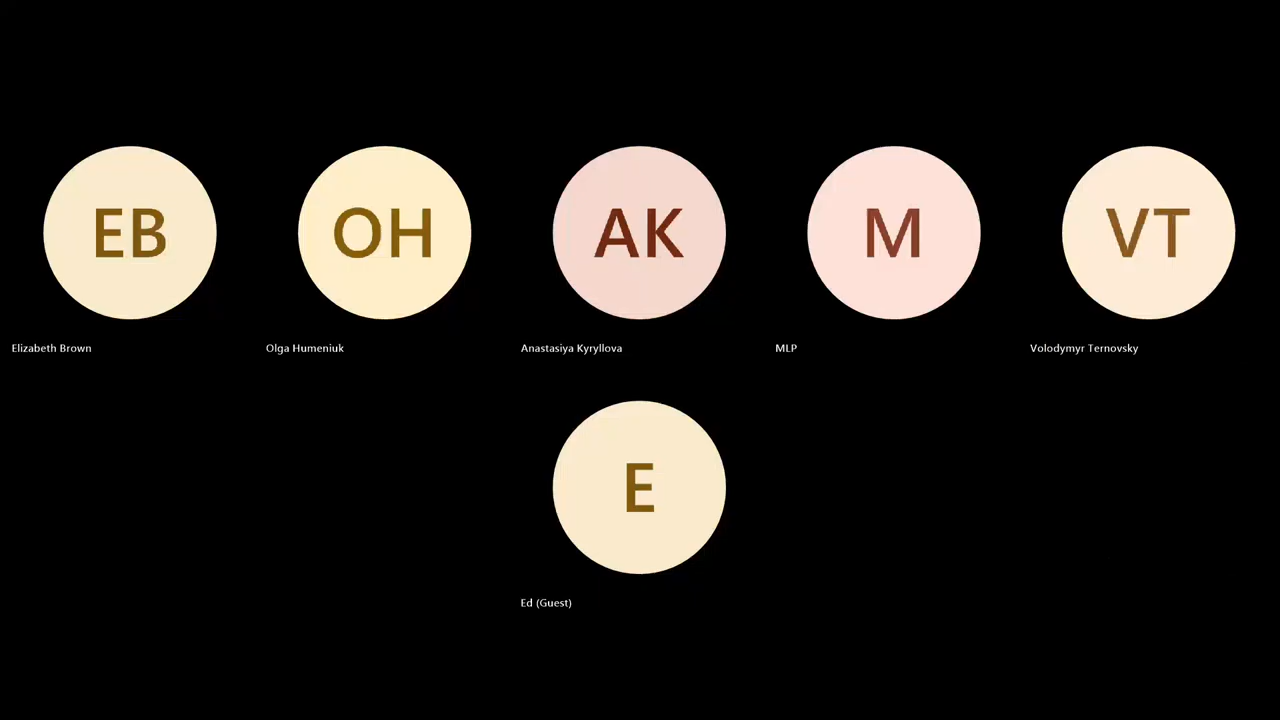 EB
OH
AK
M
VT
Elizabeth Brown
Olga Humeniuk
Anastasiya Kyryllova
MLP
Volodymyr Ternovsky
E
Ed (Guest)